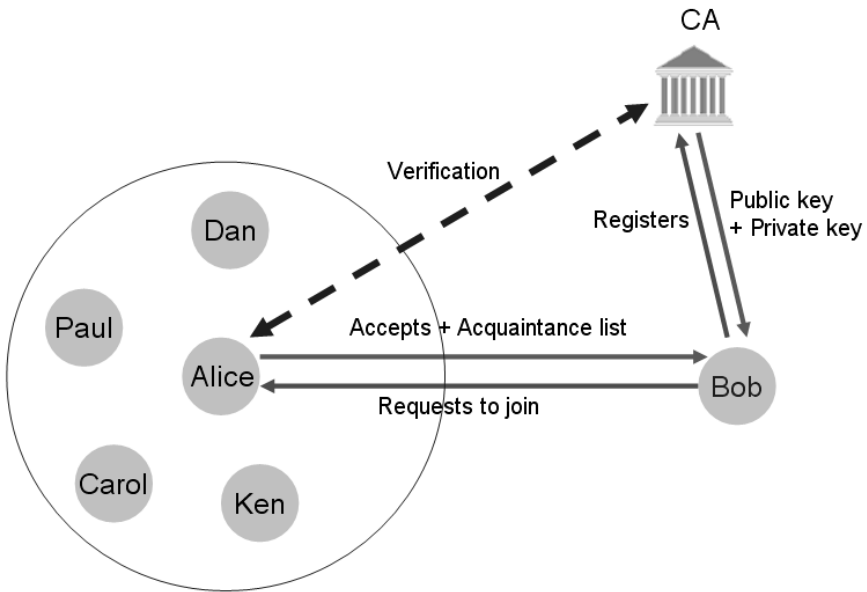 CA
Verification
Public key
+ Private key
Registers
Dan
Paul
Accepts + Acquaintance list
Alice
Bob
Requests to join
Carol
Ken